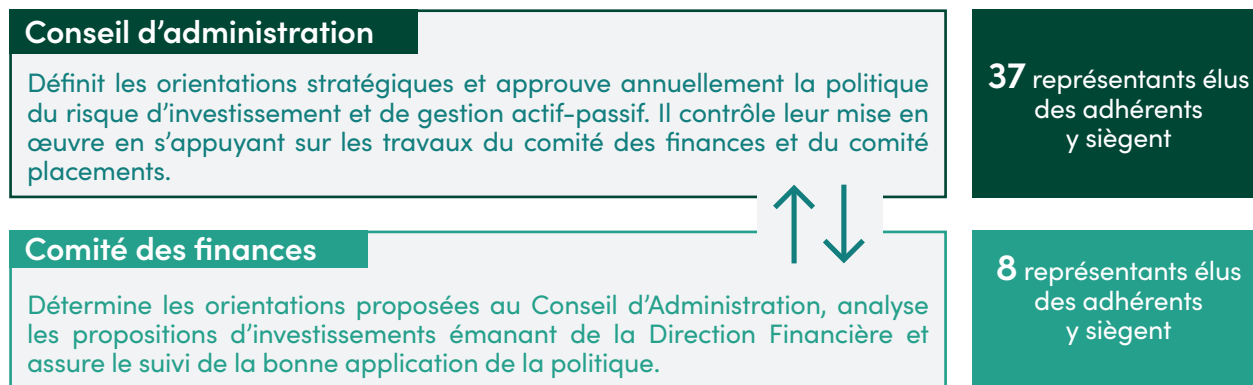 Conseil d’administration
Définit les orientations stratégiques et approuve annuellement la politique
du risque d’investissement et de gestion actif-passif. Il contrôle leur mise en
œuvre en s’appuyant sur les travaux du comité des finances et du comité
placements.
37 représentants élus
des adhérents
y siègent
Comité des finances
Détermine les orientations proposées au Conseil d’Administration, analyse
les propositions d’investissements émanant de la Direction Financière et
assure le suivi de la bonne application de la politique.
8 représentants élus
des adhérents
y siègent